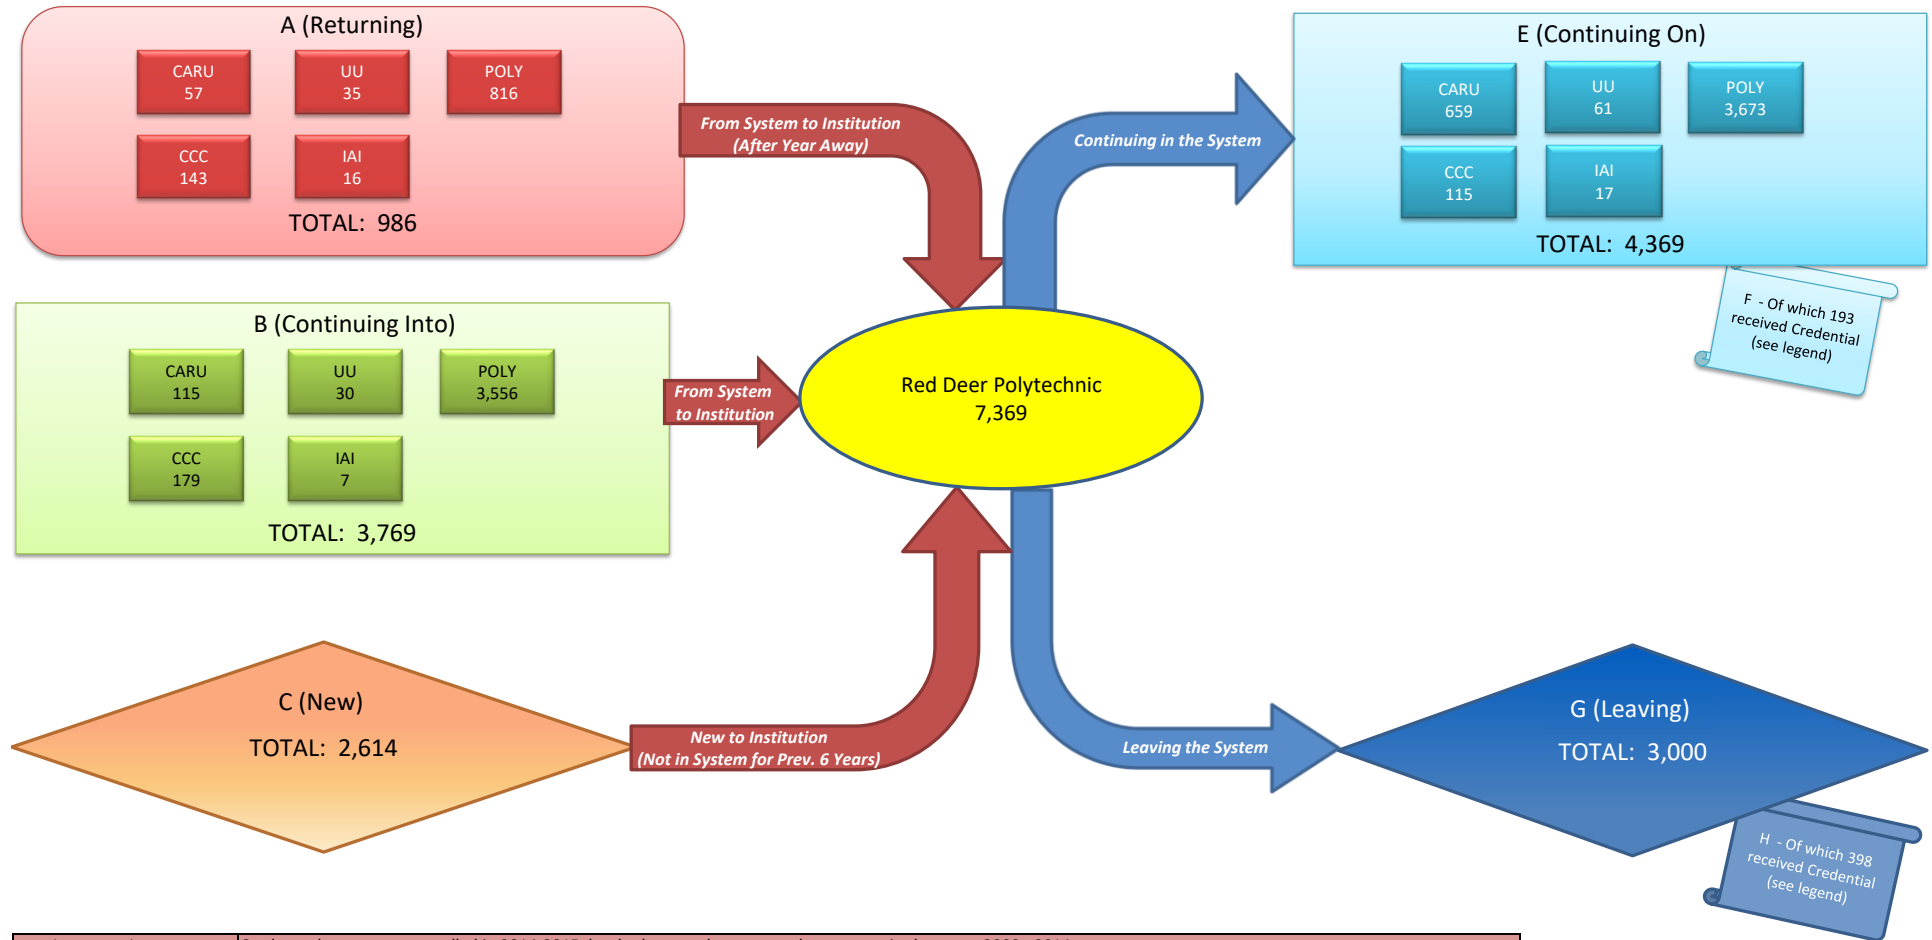 A (Returning)
CARU
57
UU
35
POLY
816
CCC
143
IAI
16
TOTAL: 986
From System to Institution
(After Year Away)
B (Continuing Into)
CARU
115
UU
30
POLY
3,556
CCC
179
IAI
7
TOTAL: 3,769
From System
to Institution
C (New)
TOTAL: 2,614
New to Institution
(Not in System for Prev. 6 Years)
Red Deer Polytechnic
7,369
Continuing in the System
E (Continuing On)
CARU
659
UU
61
POLY
3,673
CCC
115
IAI
17
TOTAL: 4,369
F - Of which 193
received Credential
(see legend)
Leaving the System
G (Leaving)
TOTAL: 3,000
H - Of which 398
received Credential
(see legend)